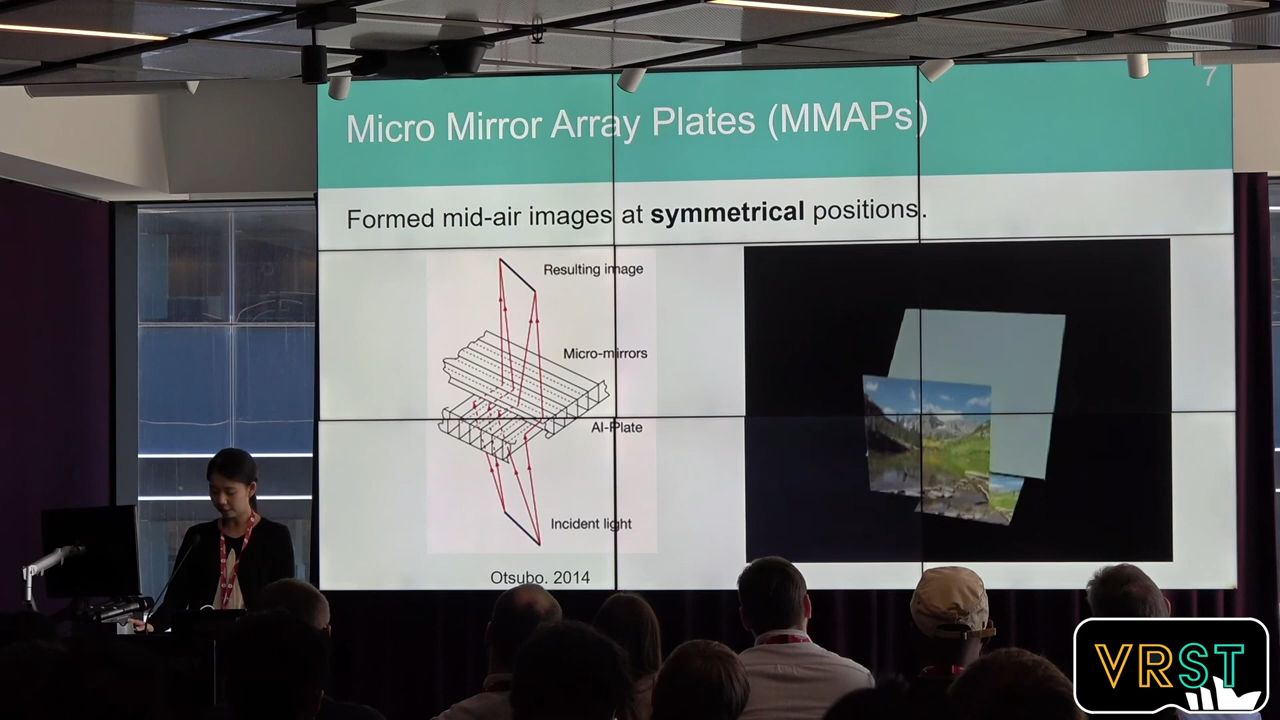 7
Micro Mirror Array Plates (MMAPs)
Formed mid-air images at symmetrical positions.
Resulting image
Micro-mirrors
AI-Plate
Incident light
Otsubo. 2014
VRST